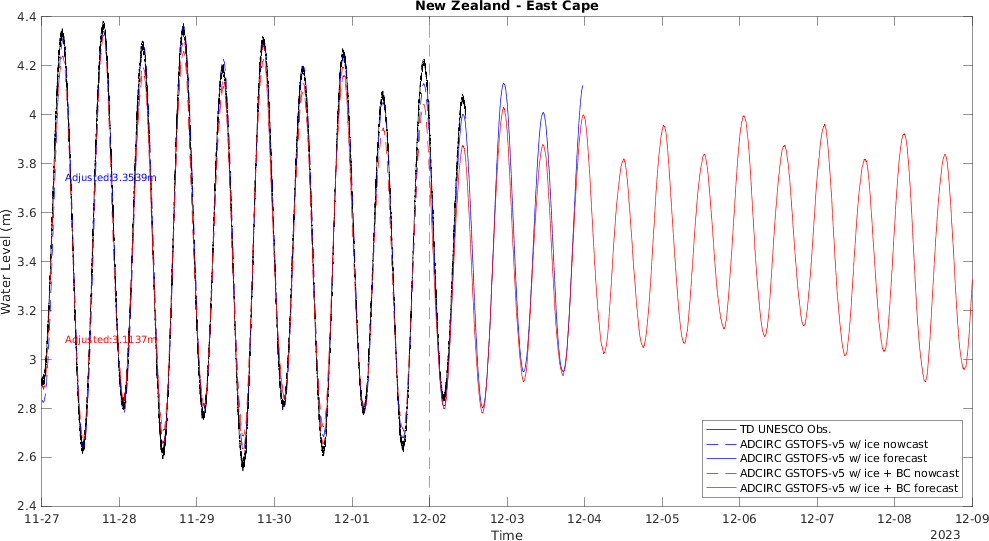 New Zealand - East Cape
Water Level (m)
4.4
4.2
4
3.8
3.6
3.4
3.2
3
2.8
2.6
2.4
Adjusted:3.3539m
Adjusted:3.1137m
TD UNESCO Obs.
ADCIRC GSTOFS-v5 w/ ice nowcast
ADCIRC GSTOFS-v5 w/ ice forecast
ADCIRC GSTOFS-v5 w/ ice + BC nowcast
ADCIRC GSTOFS-v5 w/ ice + BC forecast
11-27 11-28 11-29 11-30 12-01 12-02 12-03 12-04 12-05 12-06 12-07 12-08 12-09
Time
2023